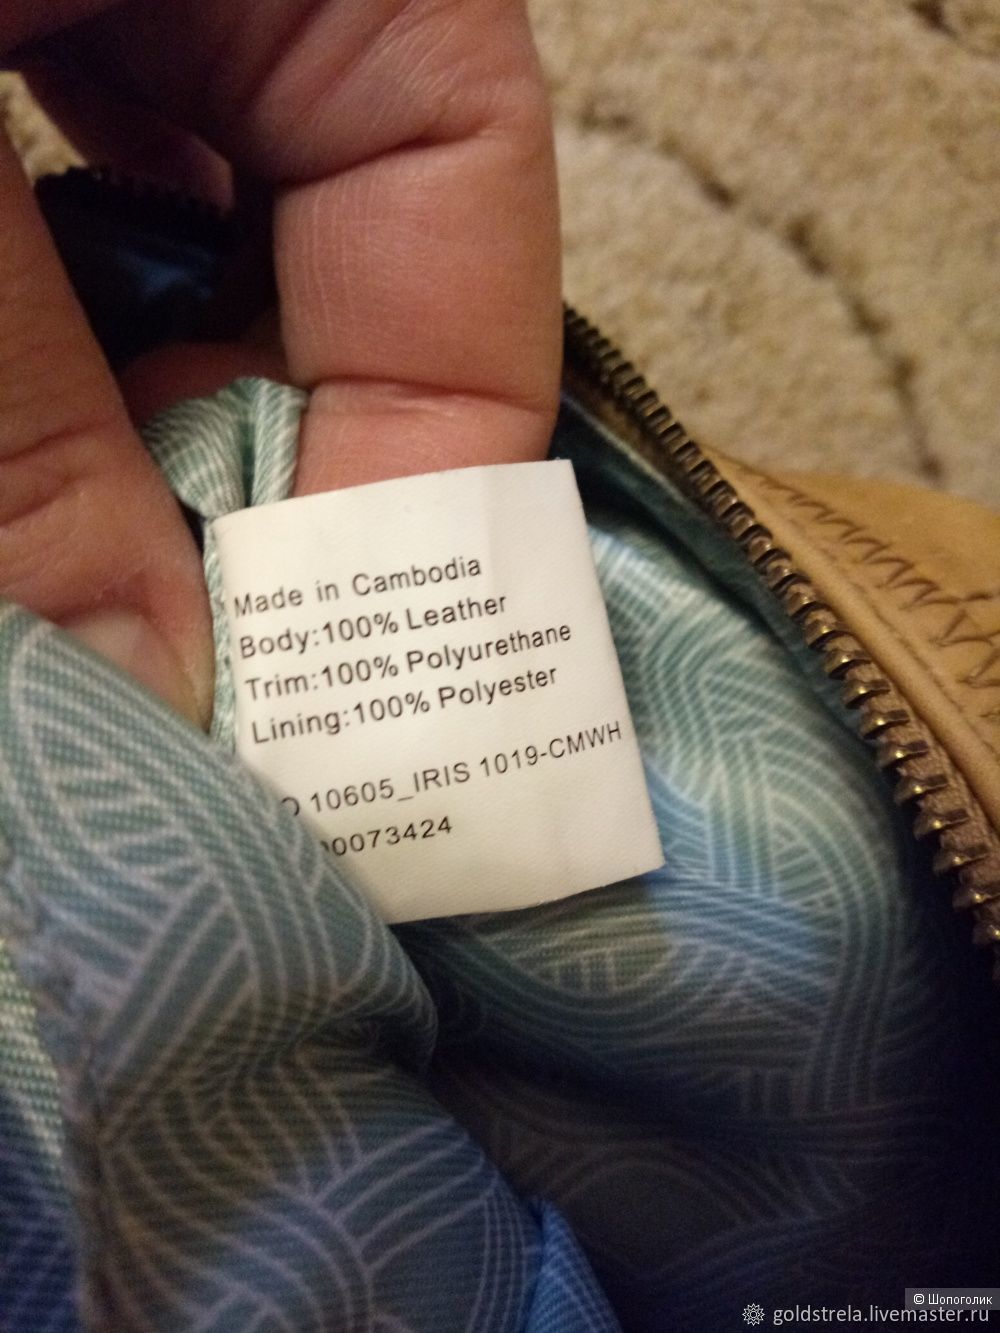 Made in Cambodia
Body:100% Leather
Trim:100% Polyurethane
Lining:100% Polyester
10605_IRIS 1019-CMWH
0073424
© Шопоголик
goldstrela.livemaster.ru